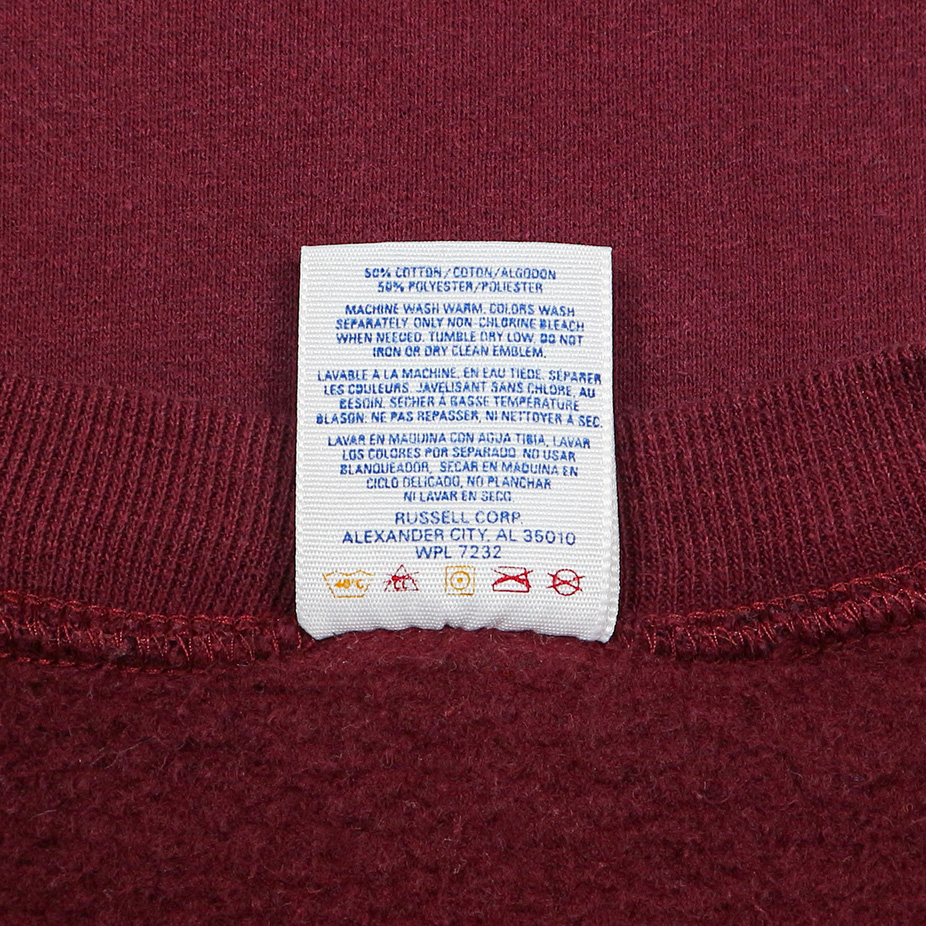 50% COTTON/COTON/ALGODON
50% POLYESTER/POLIESTER
MACHINE WASH WARM. COLORS WASH
SEPARATELY. ONLY NON-CHLORINE BLEACH
WHEN NEEDED. TUMBLE DRY LOW. DO NOT
IRON OR DRY CLEAN EMBLEM.
LAVABLE A LA MACHINE, EN EAU TIEDE. SEPARER
LES COULEURS. JAVELISANT SANS CHLORE, AU
BESOIN. SECHER A BASSE TEMPÉRATURE
BLASON: NE PAS REPASSER, NI NETTOYER À SEC.
LAVAR EN MAQUINA CON AGUA TIBIA, LAVAR
LOS COLORES POR SEPARADO. NO USAR
BLANQUEADOR, SECAR EN MAQUINA EN
CICLO DELICADO, NO PLANCHAR
NI LAVAR EN SECO.
RUSSELL CORP.
ALEXANDER CITY, AL 35010
WPL 7232
40°C CL